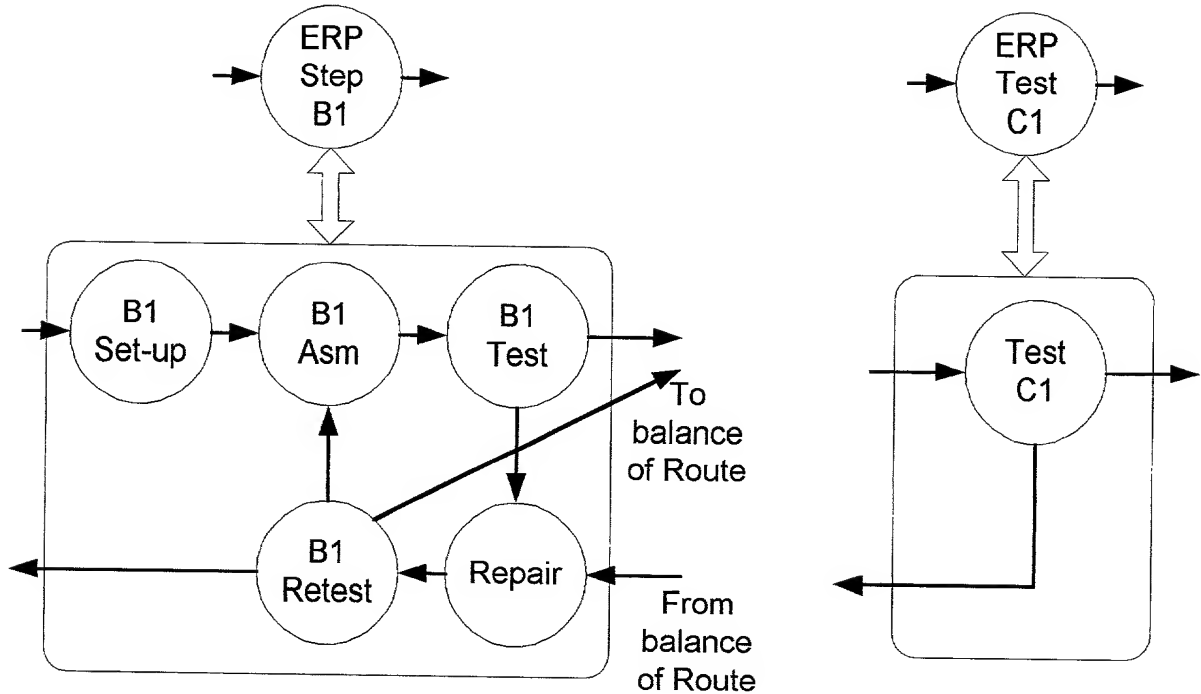 ERP
Step
B1
ERP
Test
C1
B1
Set-up
B1
Asm
B1
Test
Test
C1
To
balance
of Route
B1
Retest
Repair
From
balance
of Route